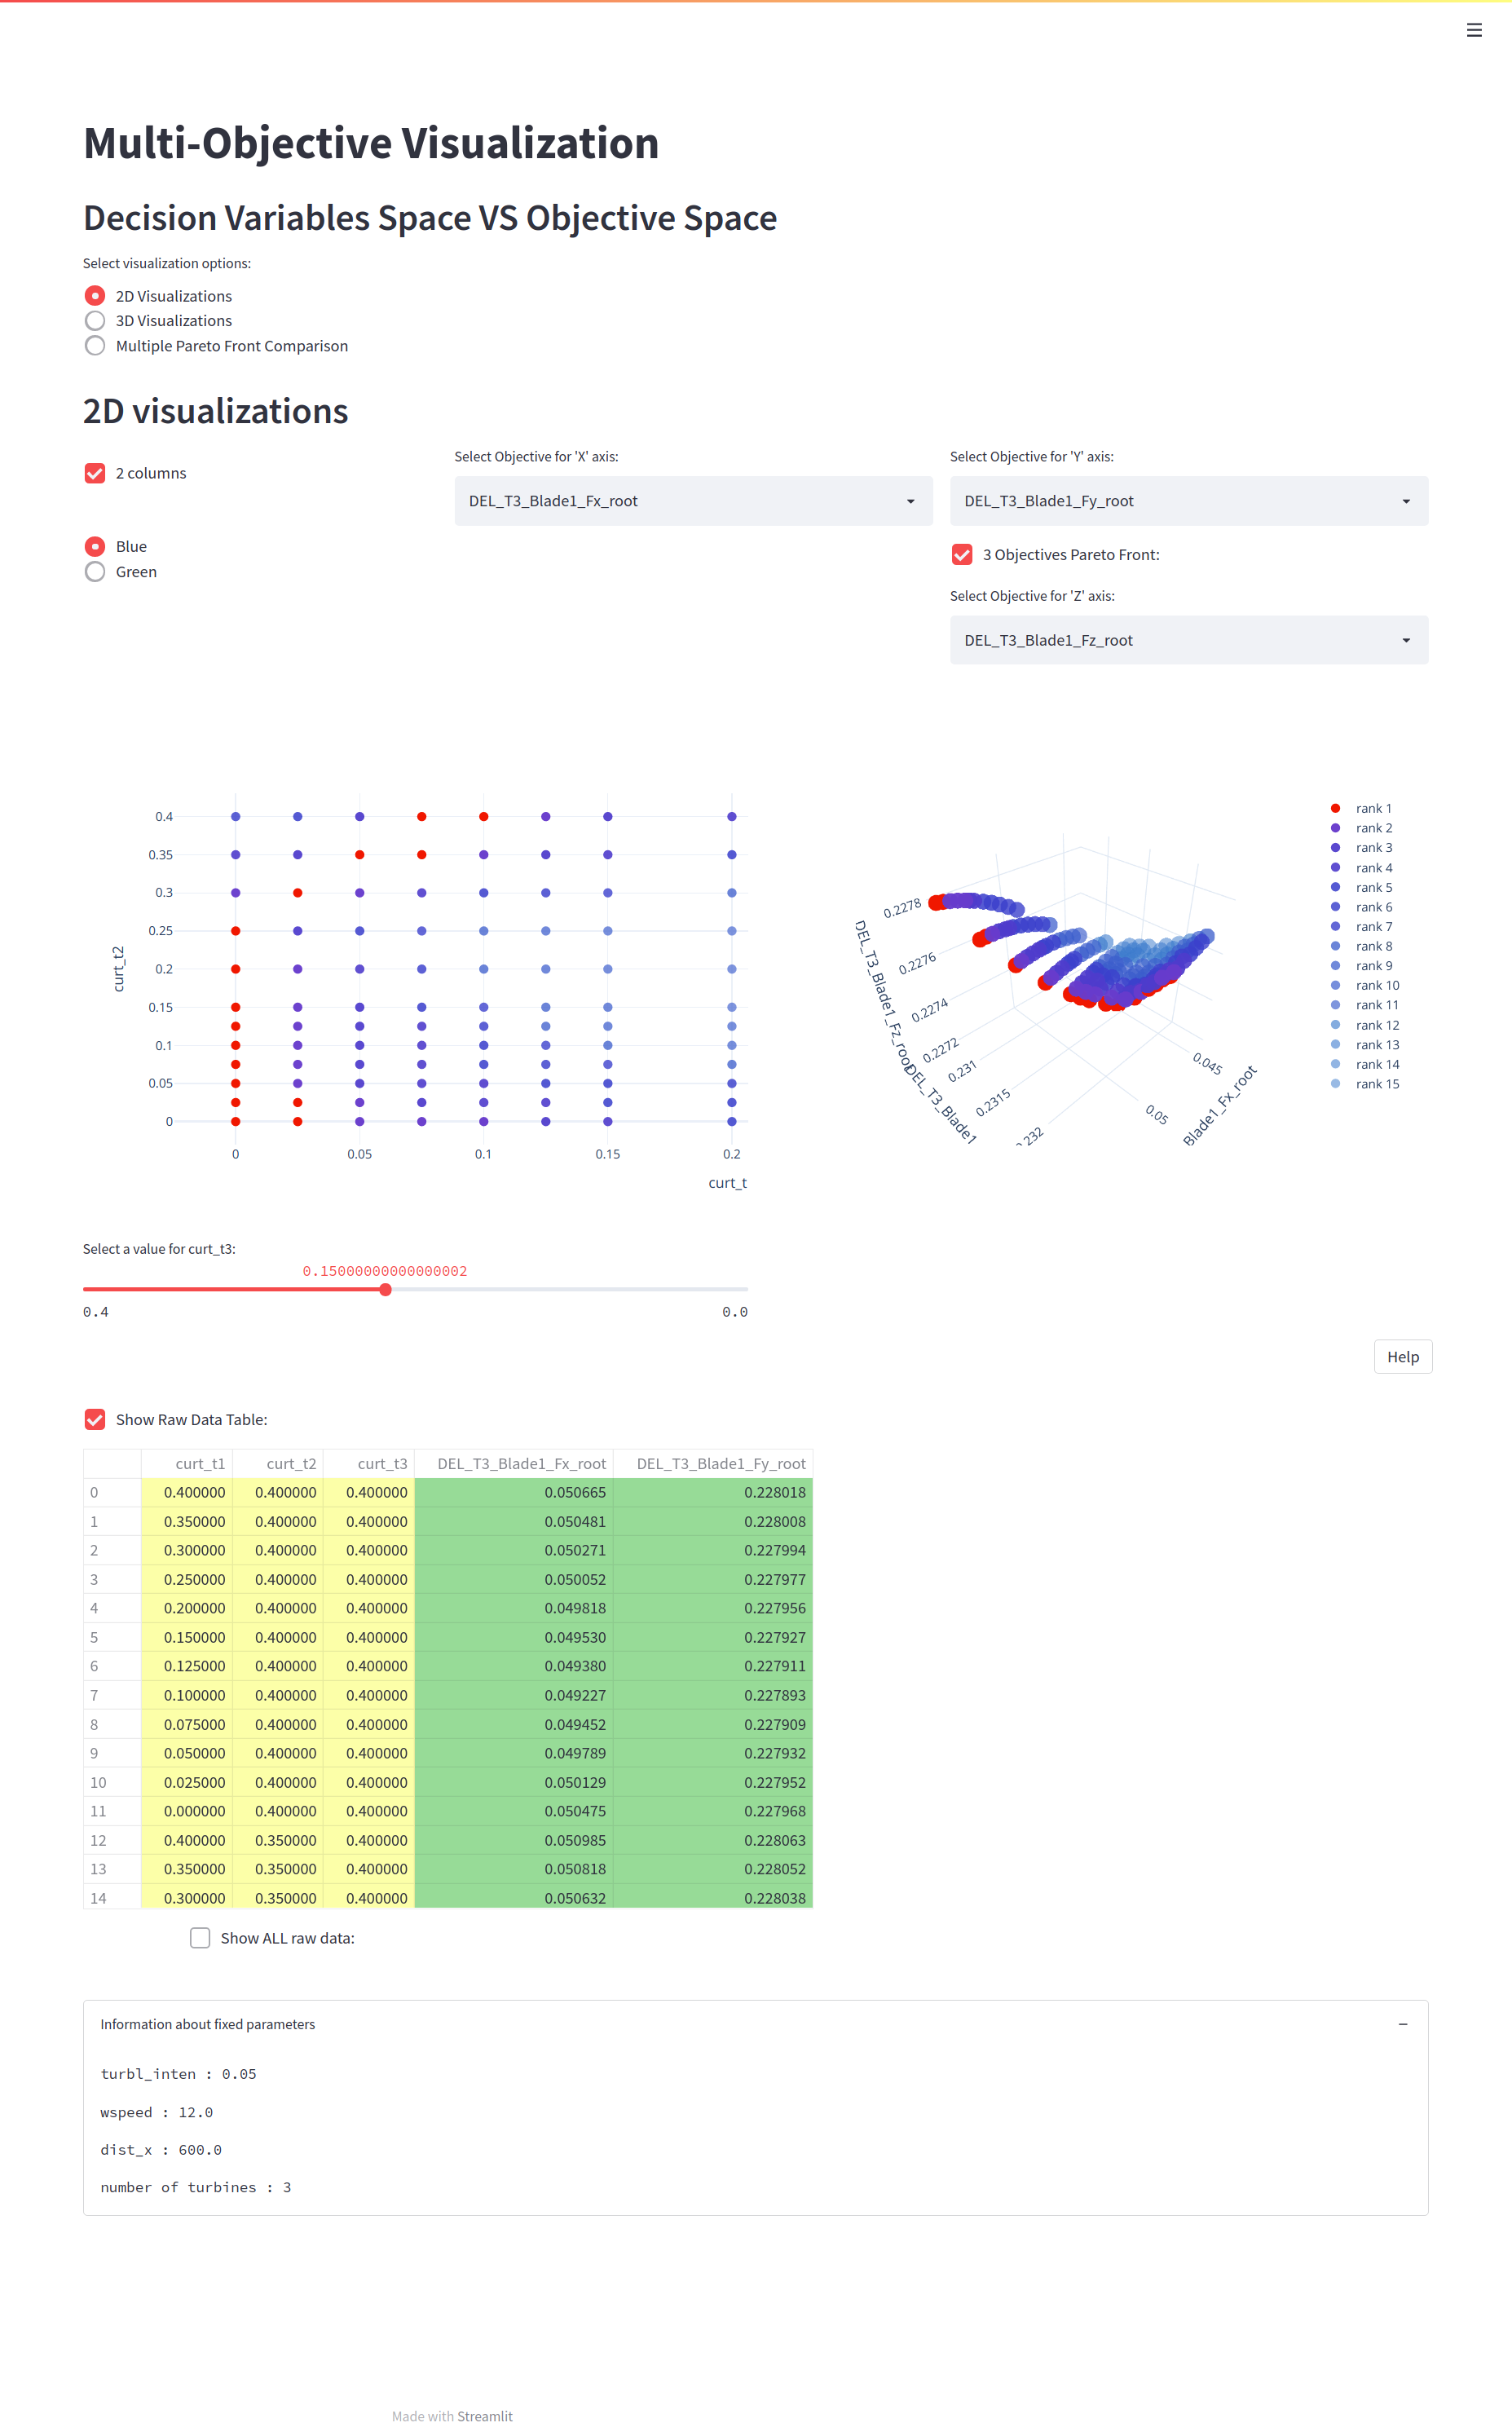 Multi-Objective Visualization
Decision Variables Space VS Objective Space
Select visualization options:
2D Visualizations
3D Visualizations
Multiple Pareto Front Comparison
2D visualizations
2 columns
Select Objective for 'X' axis:
Select Objective for 'Y' axis:
DEL_T3_Blade1_Fx_root
DEL_T3_Blade1_Fy_root
Blue
Green
3 Objectives Pareto Front:
Select Objective for 'Z' axis:
DEL_T3_Blade1_Fz_root
0.4
0.35
0.3
0.25
0.2
0.15
0.1
0.05
0
curt_t2
0
0.05
0.1
0.15
0.2
curt_t
0.2278
0.2276
0.2274
0.2272
0.231
0.2315
0.232
0.045
0.05
DEL_T3_Blade1_Fz_root
DEL_T3_Blade1
Blade1_Fx_root
rank 1
rank 2
rank 3
rank 4
rank 5
rank 6
rank 7
rank 8
rank 9
rank 10
rank 11
rank 12
rank 13
rank 14
rank 15
Select a value for curt_t3:
0.15000000000000002
0.4 0.0
Help
Show Raw Data Table:
curt_t1 curt_t2 curt_t3 DEL_T3_Blade1_Fx_root DEL_T3_Blade1_Fy_root
0 0.400000 0.400000 0.400000 0.050665 0.228018
1 0.350000 0.400000 0.400000 0.050481 0.228008
2 0.300000 0.400000 0.400000 0.050271 0.227994
3 0.250000 0.400000 0.400000 0.050052 0.227977
4 0.200000 0.400000 0.400000 0.049818 0.227956
5 0.150000 0.400000 0.400000 0.049530 0.227927
6 0.125000 0.400000 0.400000 0.049380 0.227911
7 0.100000 0.400000 0.400000 0.049227 0.227893
8 0.075000 0.400000 0.400000 0.049452 0.227909
9 0.050000 0.400000 0.400000 0.049789 0.227932
10 0.025000 0.400000 0.400000 0.050129 0.227952
11 0.000000 0.400000 0.400000 0.050475 0.227968
12 0.400000 0.350000 0.400000 0.050985 0.228063
13 0.350000 0.350000 0.400000 0.050818 0.228052
14 0.300000 0.350000 0.400000 0.050632 0.228038
Show ALL raw data:
Information about fixed parameters
turbl_inten : 0.05
wspeed : 12.0
dist_x : 600.0
number of turbines : 3
Made with Streamlit